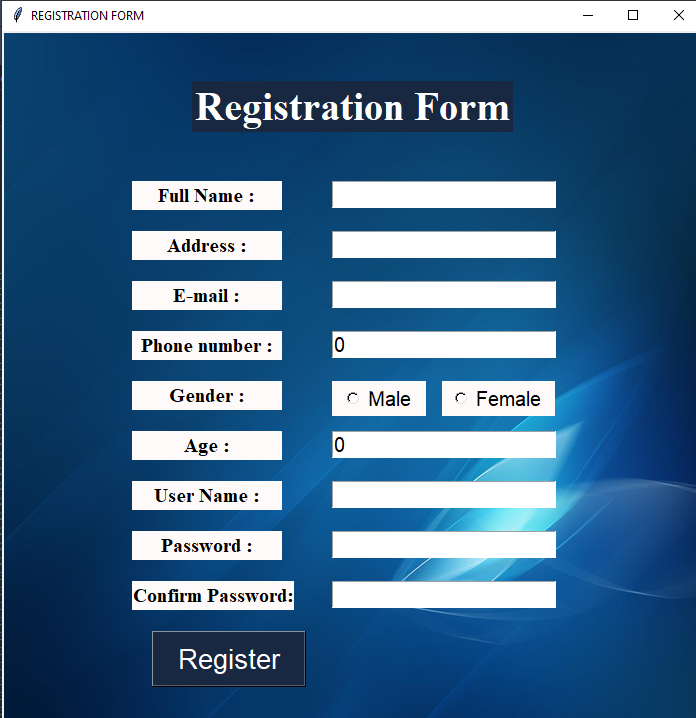 REGISTRATION FORM
Registration Form
Full Name :
Address :
E-mail :
Phone number : 0
Gender : Male Female
Age : 0
User Name :
Password :
Confirm Password:
Register